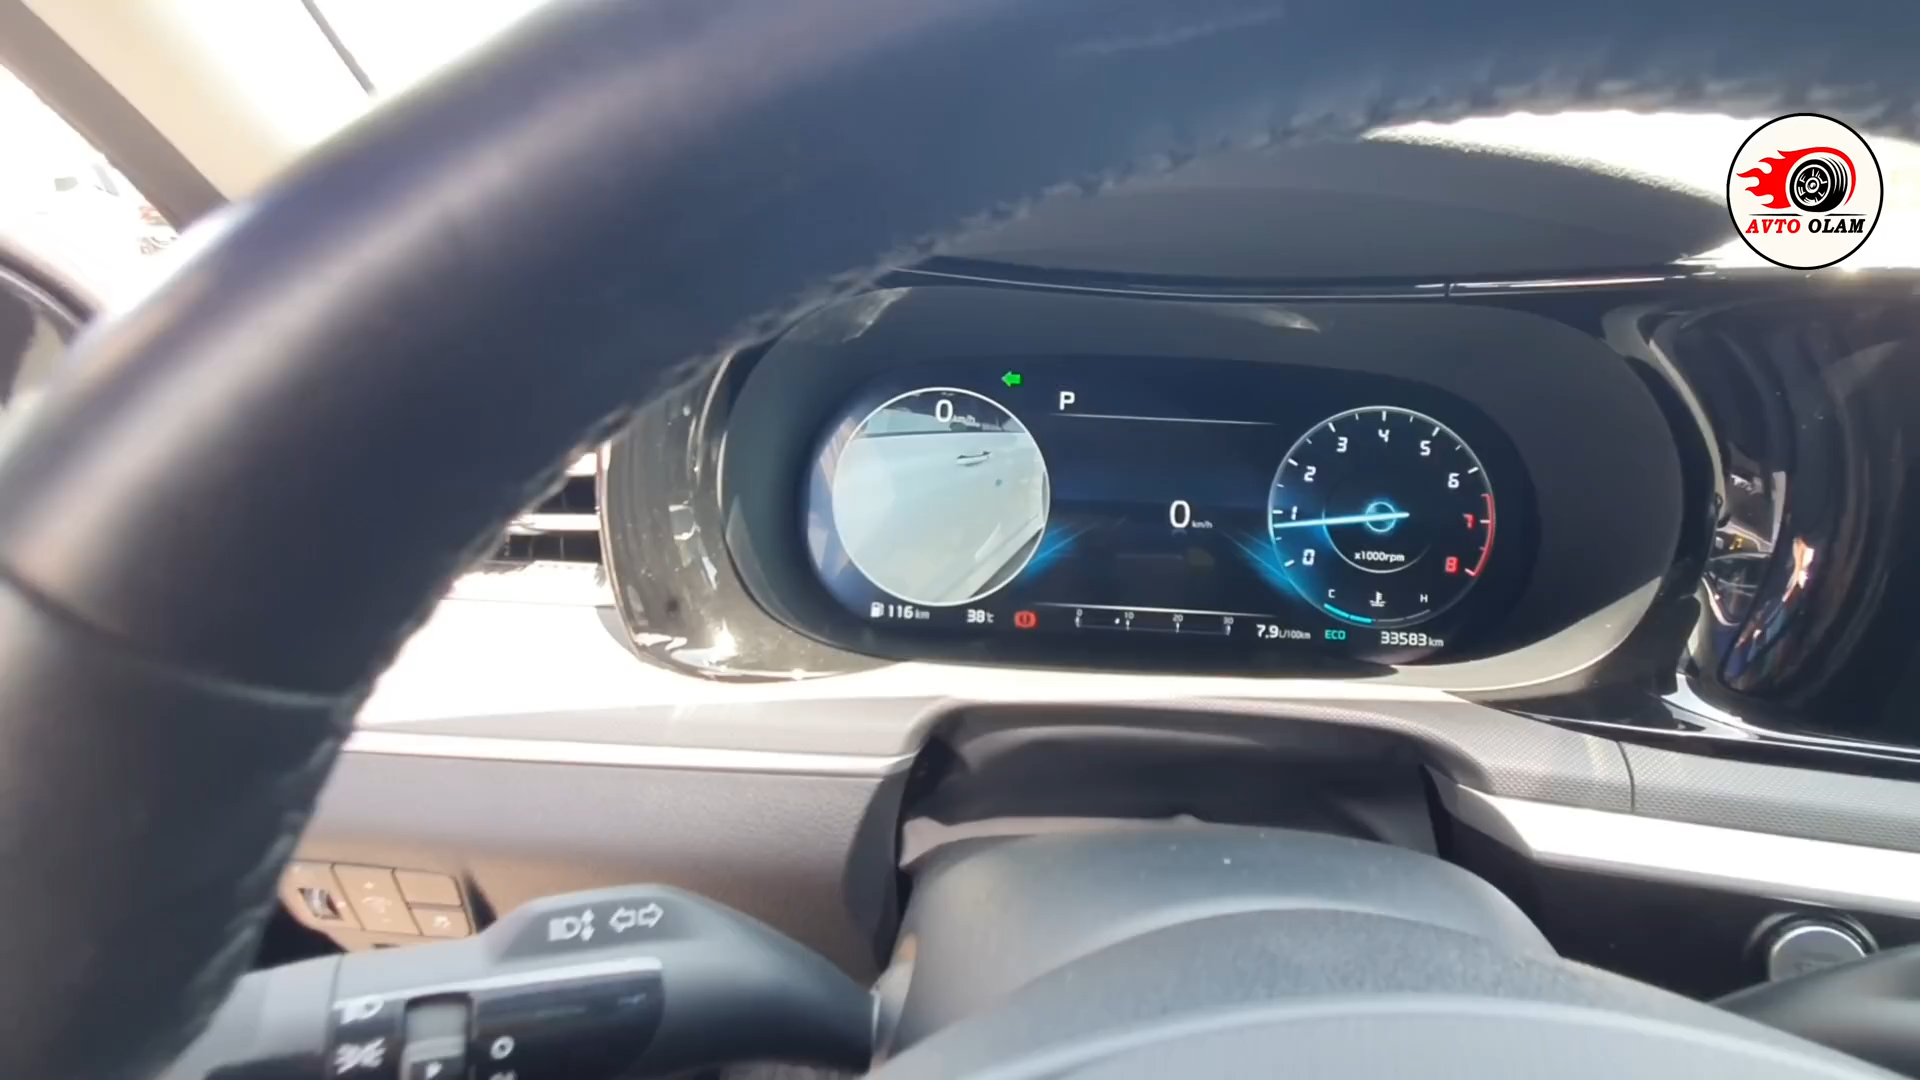 AVTO OLAM
0 km/h
P
0 km/h
0 1 2 3 4 5 6 7 8
x1000rpm
C H
116 km
38°C
0 10 20 30
7.9 L/100km
ECO
33583 km